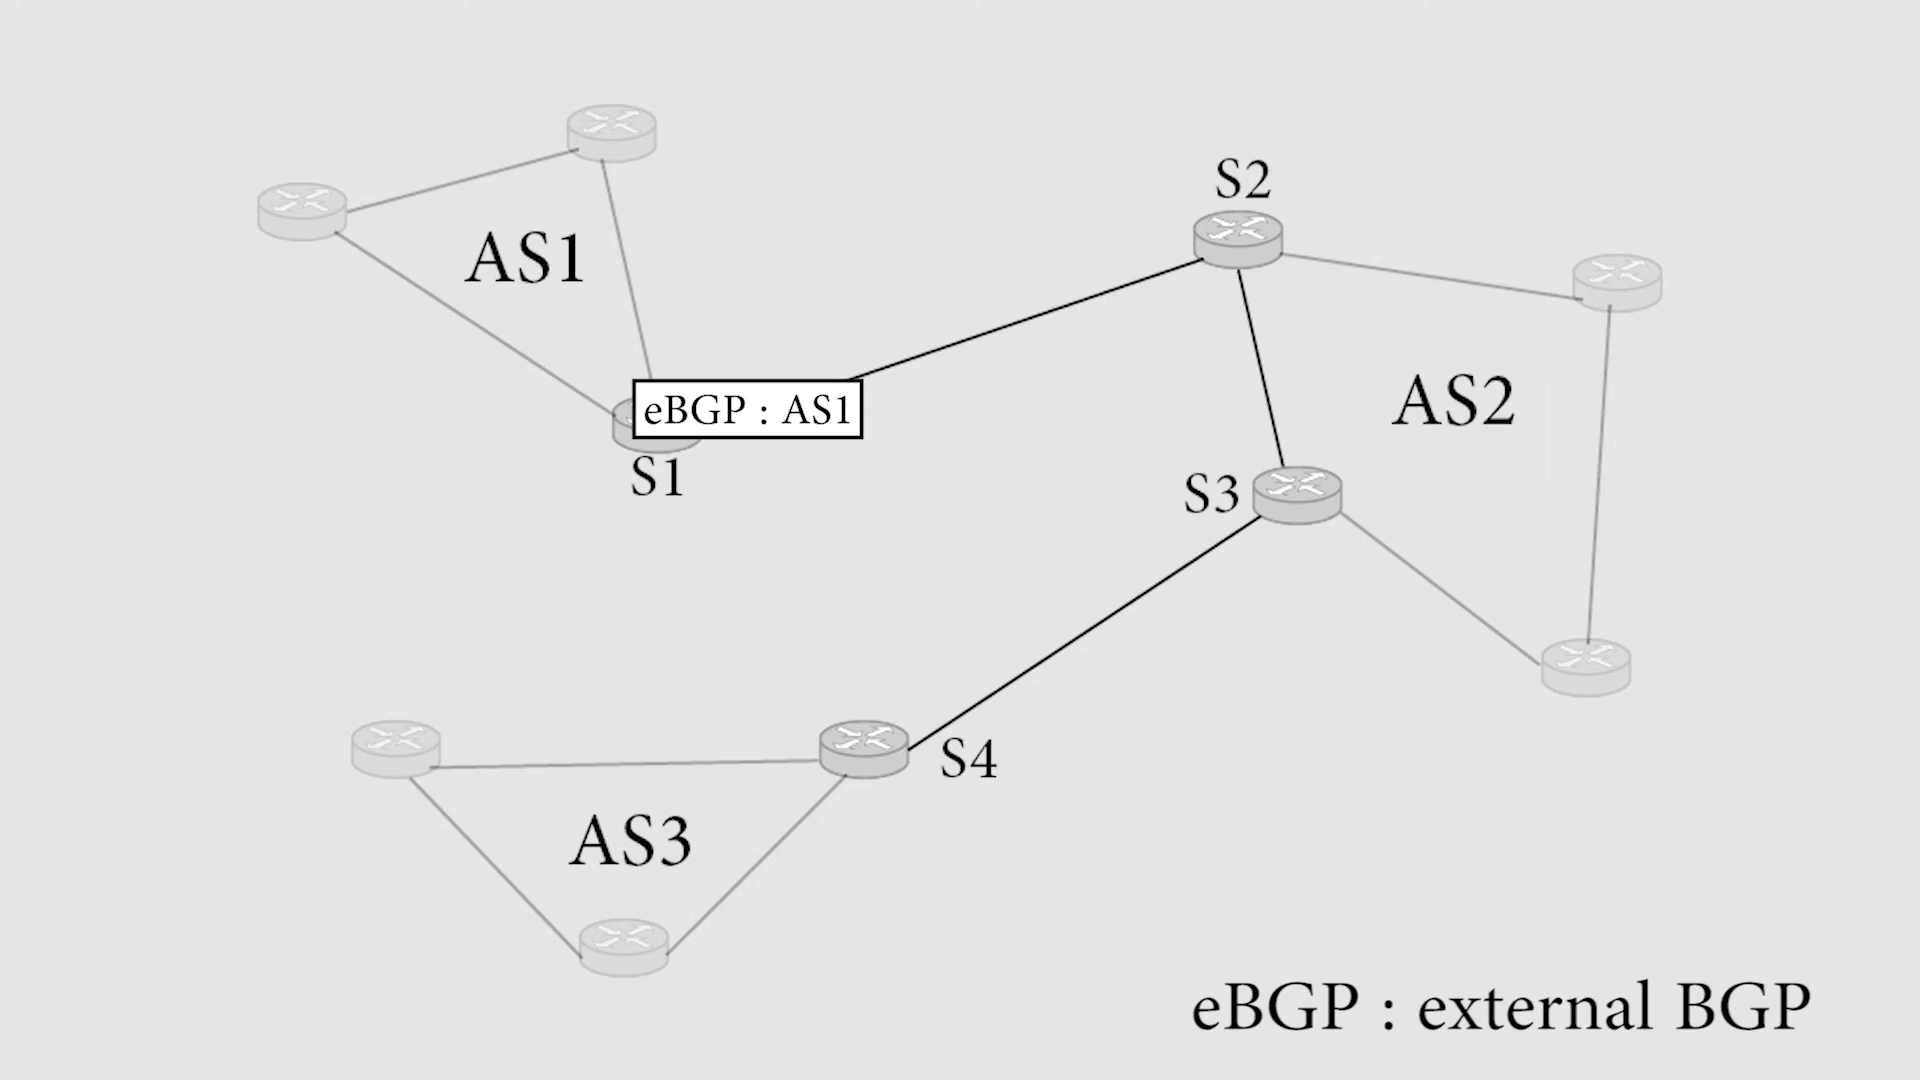 S2
AS1
AS2
eBGP : AS1
S1
S3
S4
AS3
eBGP : external BGP